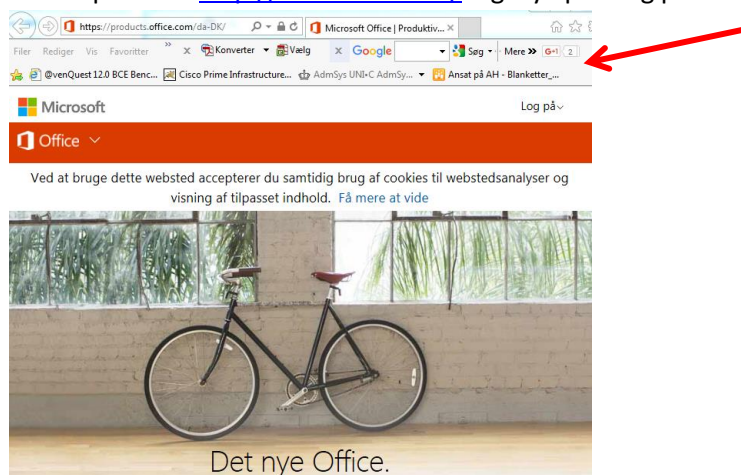 https://products.office.com/da-DK/ Microsoft Office | Produktiv... ×
Filer Rediger Vis Favoritter » x Konverter Vælg x Google Søg Mere » G+1 2
@venQuest 12.0 BCE Benc... Cisco Prime Infrastructure... AdmSys UNI•C AdmSy... Ansat på AH - Blanketter_...
Microsoft Log på
Office
Ved at bruge dette websted accepterer du samtidig brug af cookies til webstedsanalyser og
visning af tilpasset indhold. Få mere at vide
Det nye Office.